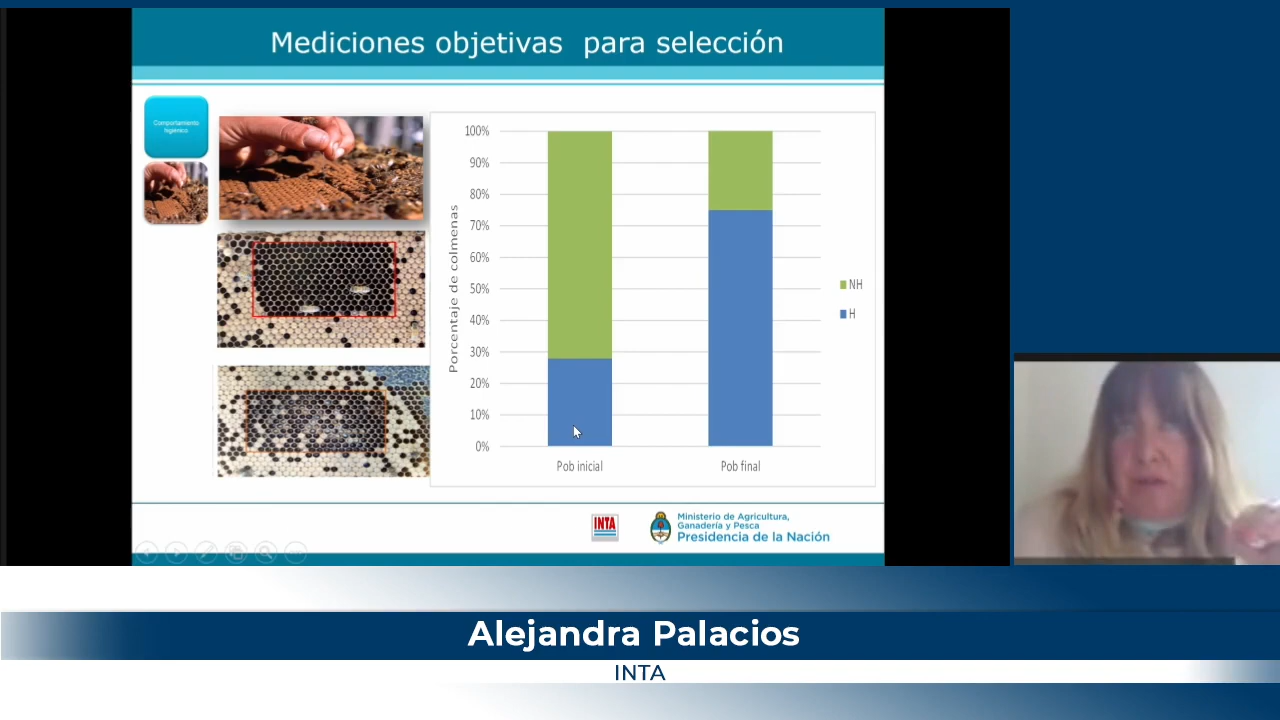 Mediciones objetivas para selección
Comportamiento
higiénico
Porcentaje de colmenas
100%
90%
80%
70%
60%
50%
40%
30%
20%
10%
0%
Pob inicial
Pob final
NH
H
INTA
Ministerio de Agricultura,
Ganadería y Pesca
Presidencia de la Nación
Alejandra Palacios
INTA